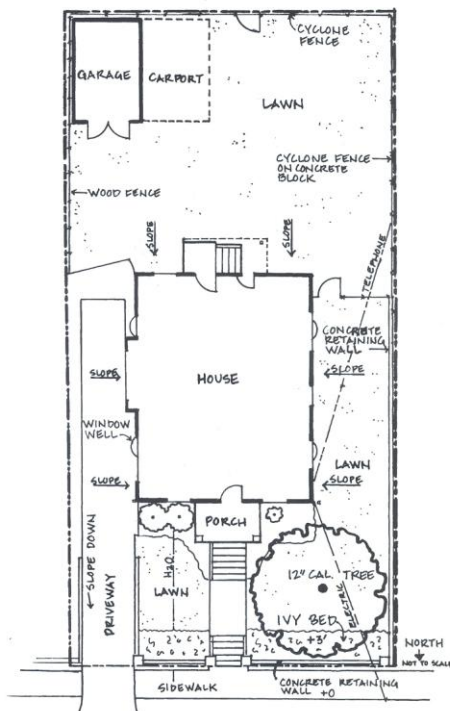 CYCLONE
FENCE
GARAGE
CARPORT
LAWN
CYCLONE FENCE
ON CONCRETE
BLOCK
WOOD FENCE
SLOPE
SLOPE
TELEPHONE
CONCRETE
RETAINING
WALL
SLOPE
HOUSE
SLOPE
WINDOW
WELL
LAWN
SLOPE
SLOPE
PORCH
SLOPE DOWN
H2O
12" CAL. TREE
DRIVEWAY
LAWN
ELECTRIC
IVY BED
+3'
NORTH
NOT TO SCALE
SIDEWALK
CONCRETE RETAINING
WALL +0